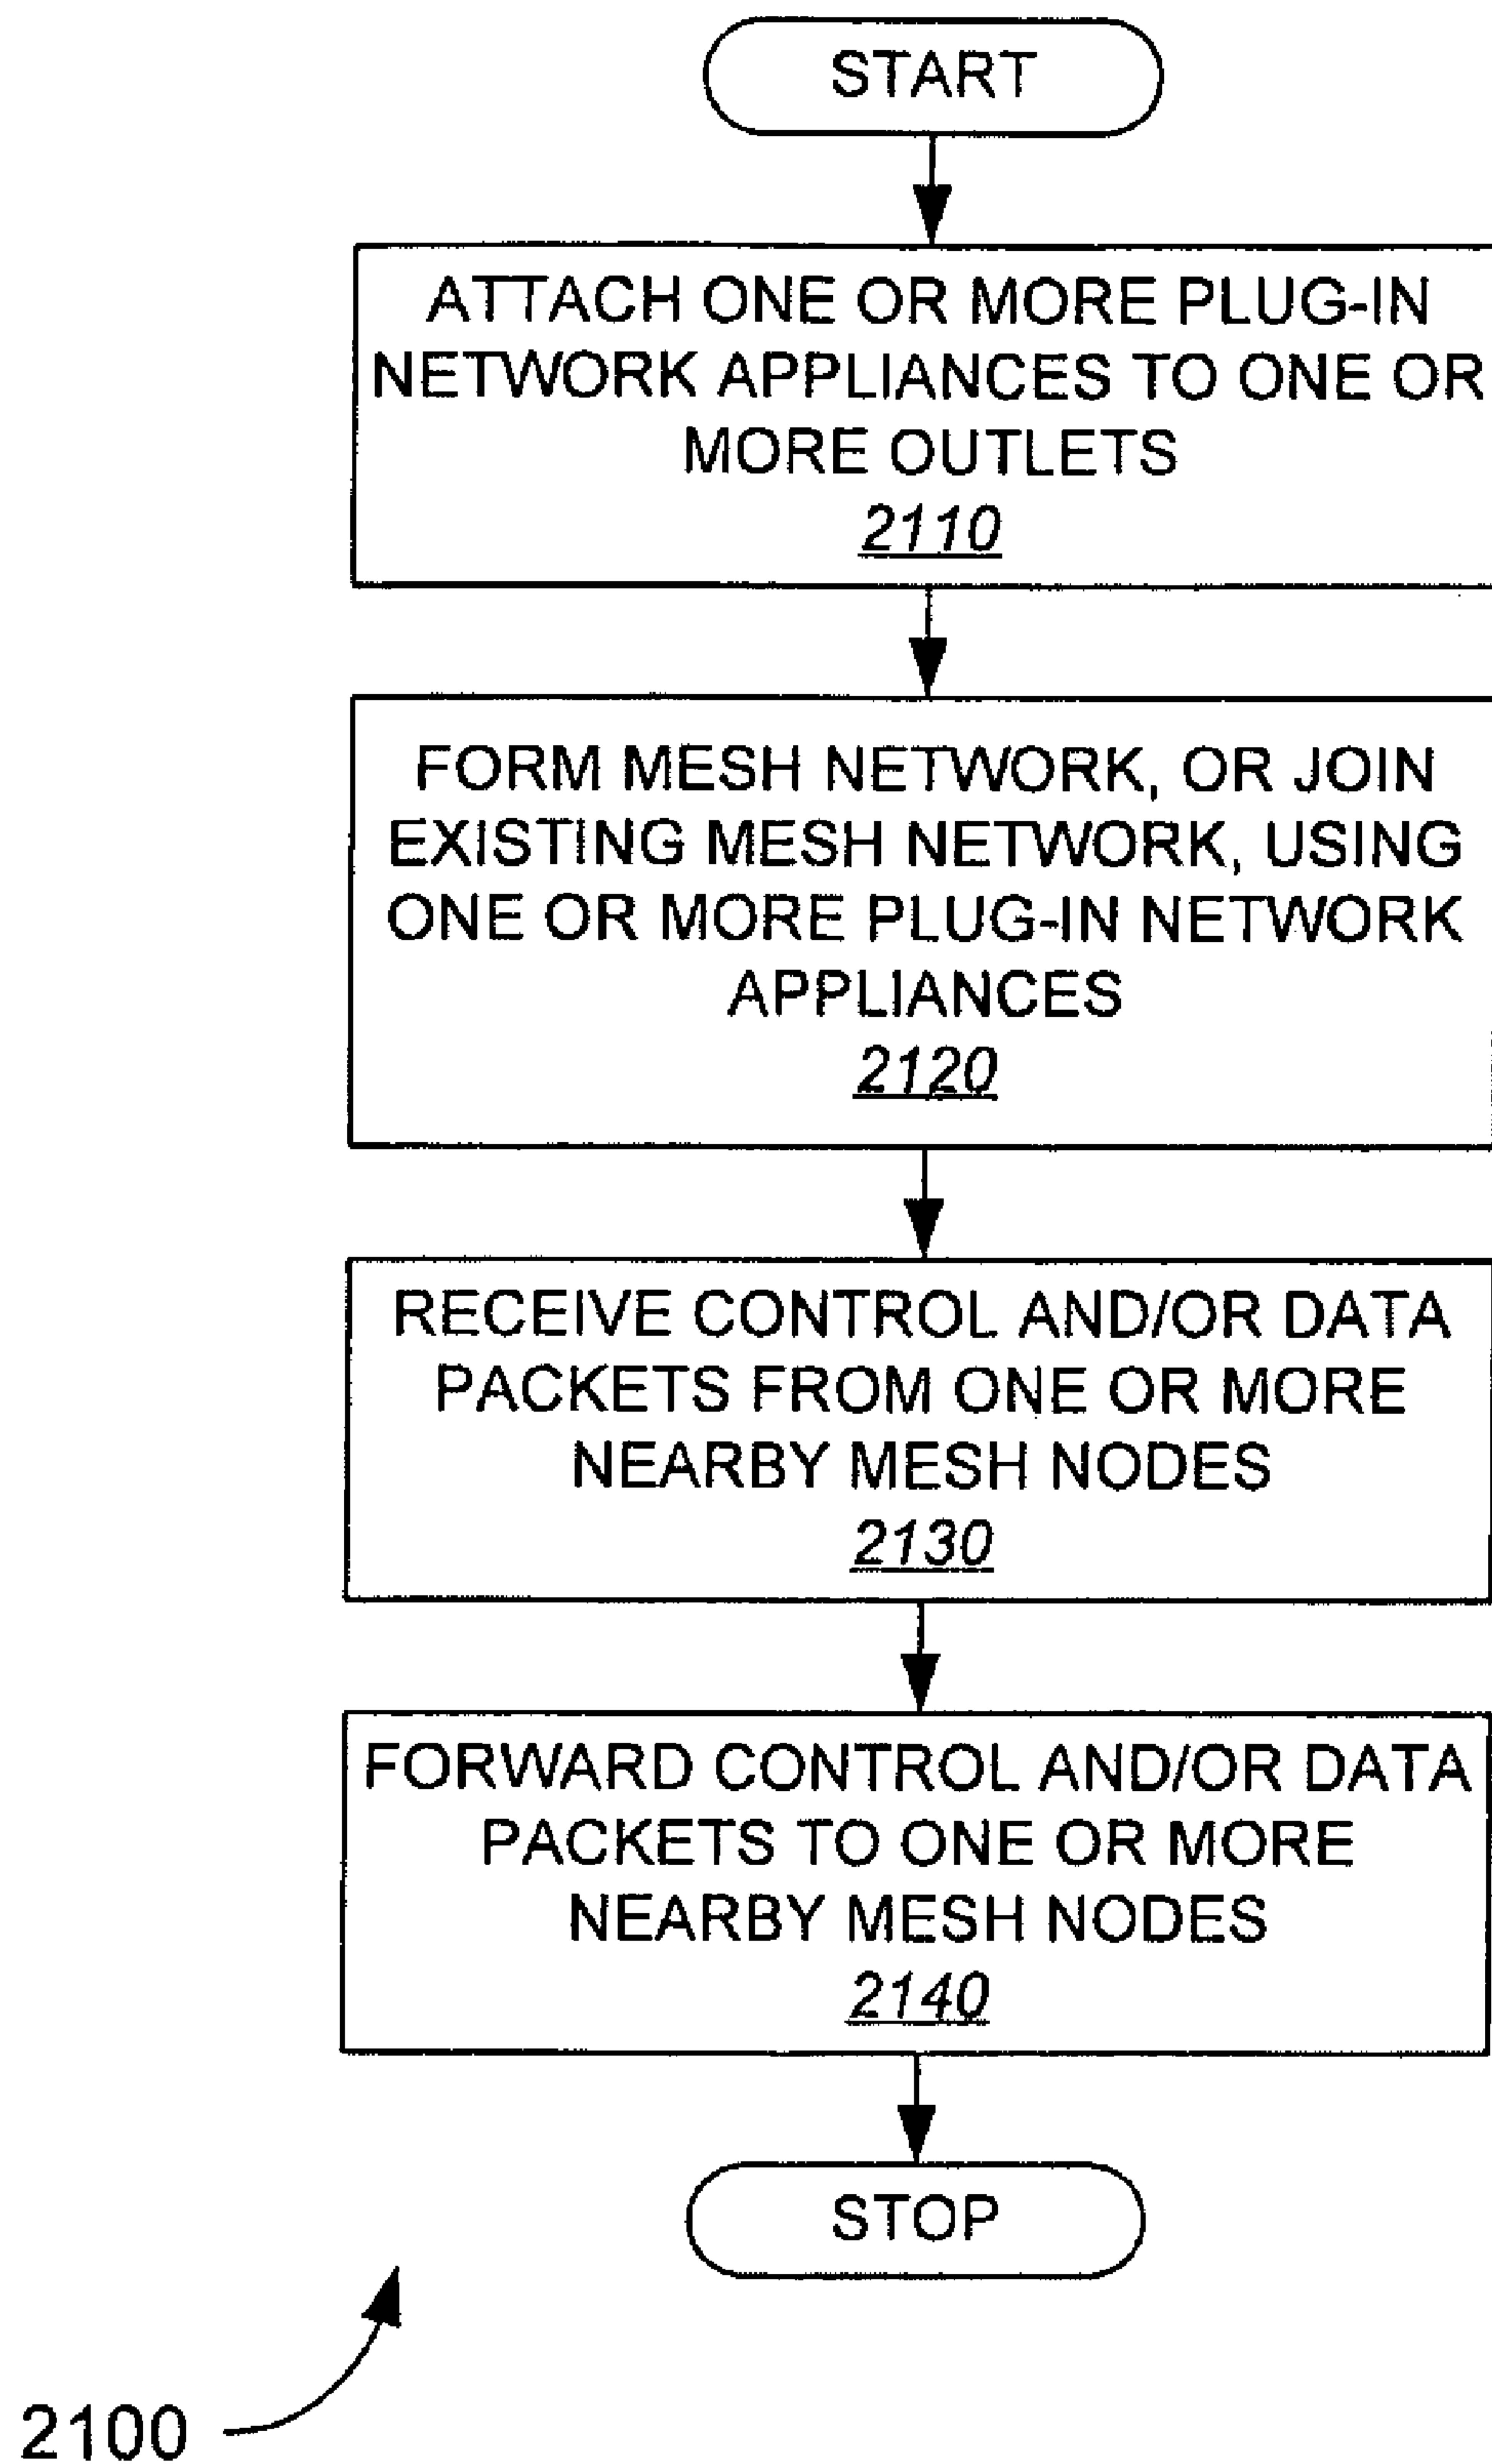 START
ATTACH ONE OR MORE PLUG-IN
NETWORK APPLIANCES TO ONE OR
MORE OUTLETS
2110
FORM MESH NETWORK, OR JOIN
EXISTING MESH NETWORK, USING
ONE OR MORE PLUG-IN NETWORK
APPLIANCES
2120
RECEIVE CONTROL AND/OR DATA
PACKETS FROM ONE OR MORE
NEARBY MESH NODES
2130
FORWARD CONTROL AND/OR DATA
PACKETS TO ONE OR MORE
NEARBY MESH NODES
2140
STOP
2100